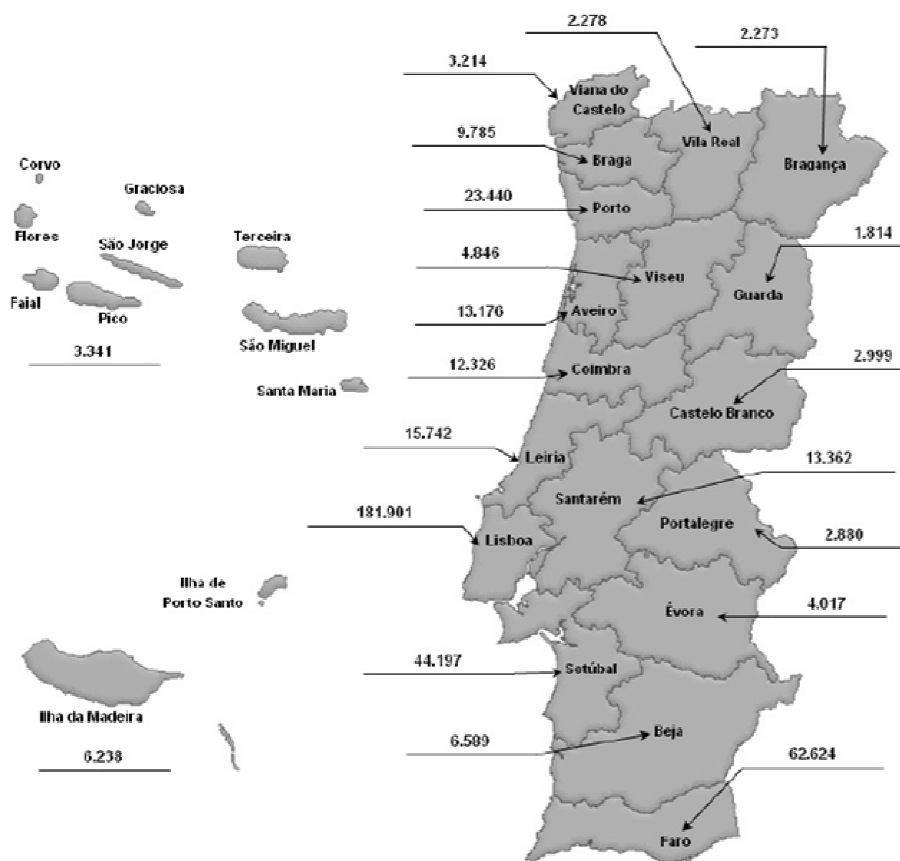 2.278
2.273
3.214
Viana do
Castelo
9.785
Braga
Vila Real
Bragança
Corvo
Graciosa
23.440
Porto
Flores
São Jorge
Terceira
4.846
Viseu
1.814
Guarda
Faial
Pico
13.176
Aveiro
São Miguel
3.341
12.326
Coimbra
2.999
Santa Maria
Castelo Branco
15.742
Leiria
13.362
Santarém
181.901
Lisboa
Portalegre
2.880
Ilha de
Porto Santo
Évora
4.017
44.197
Setúbal
Ilha da Madeira
6.238
6.589
Beja
62.624
Faro